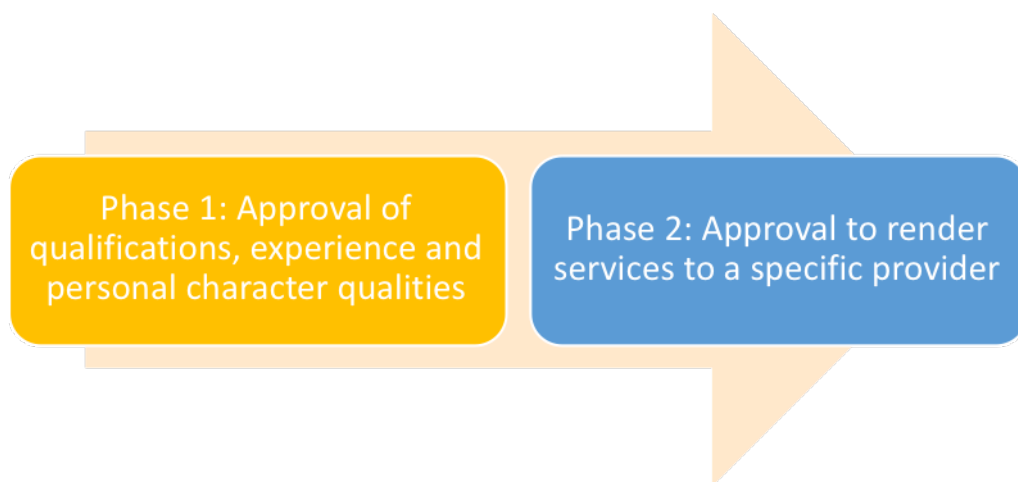 Phase 1: Approval of
qualifications, experience and
personal character qualities
Phase 2: Approval to render
services to a specific provider